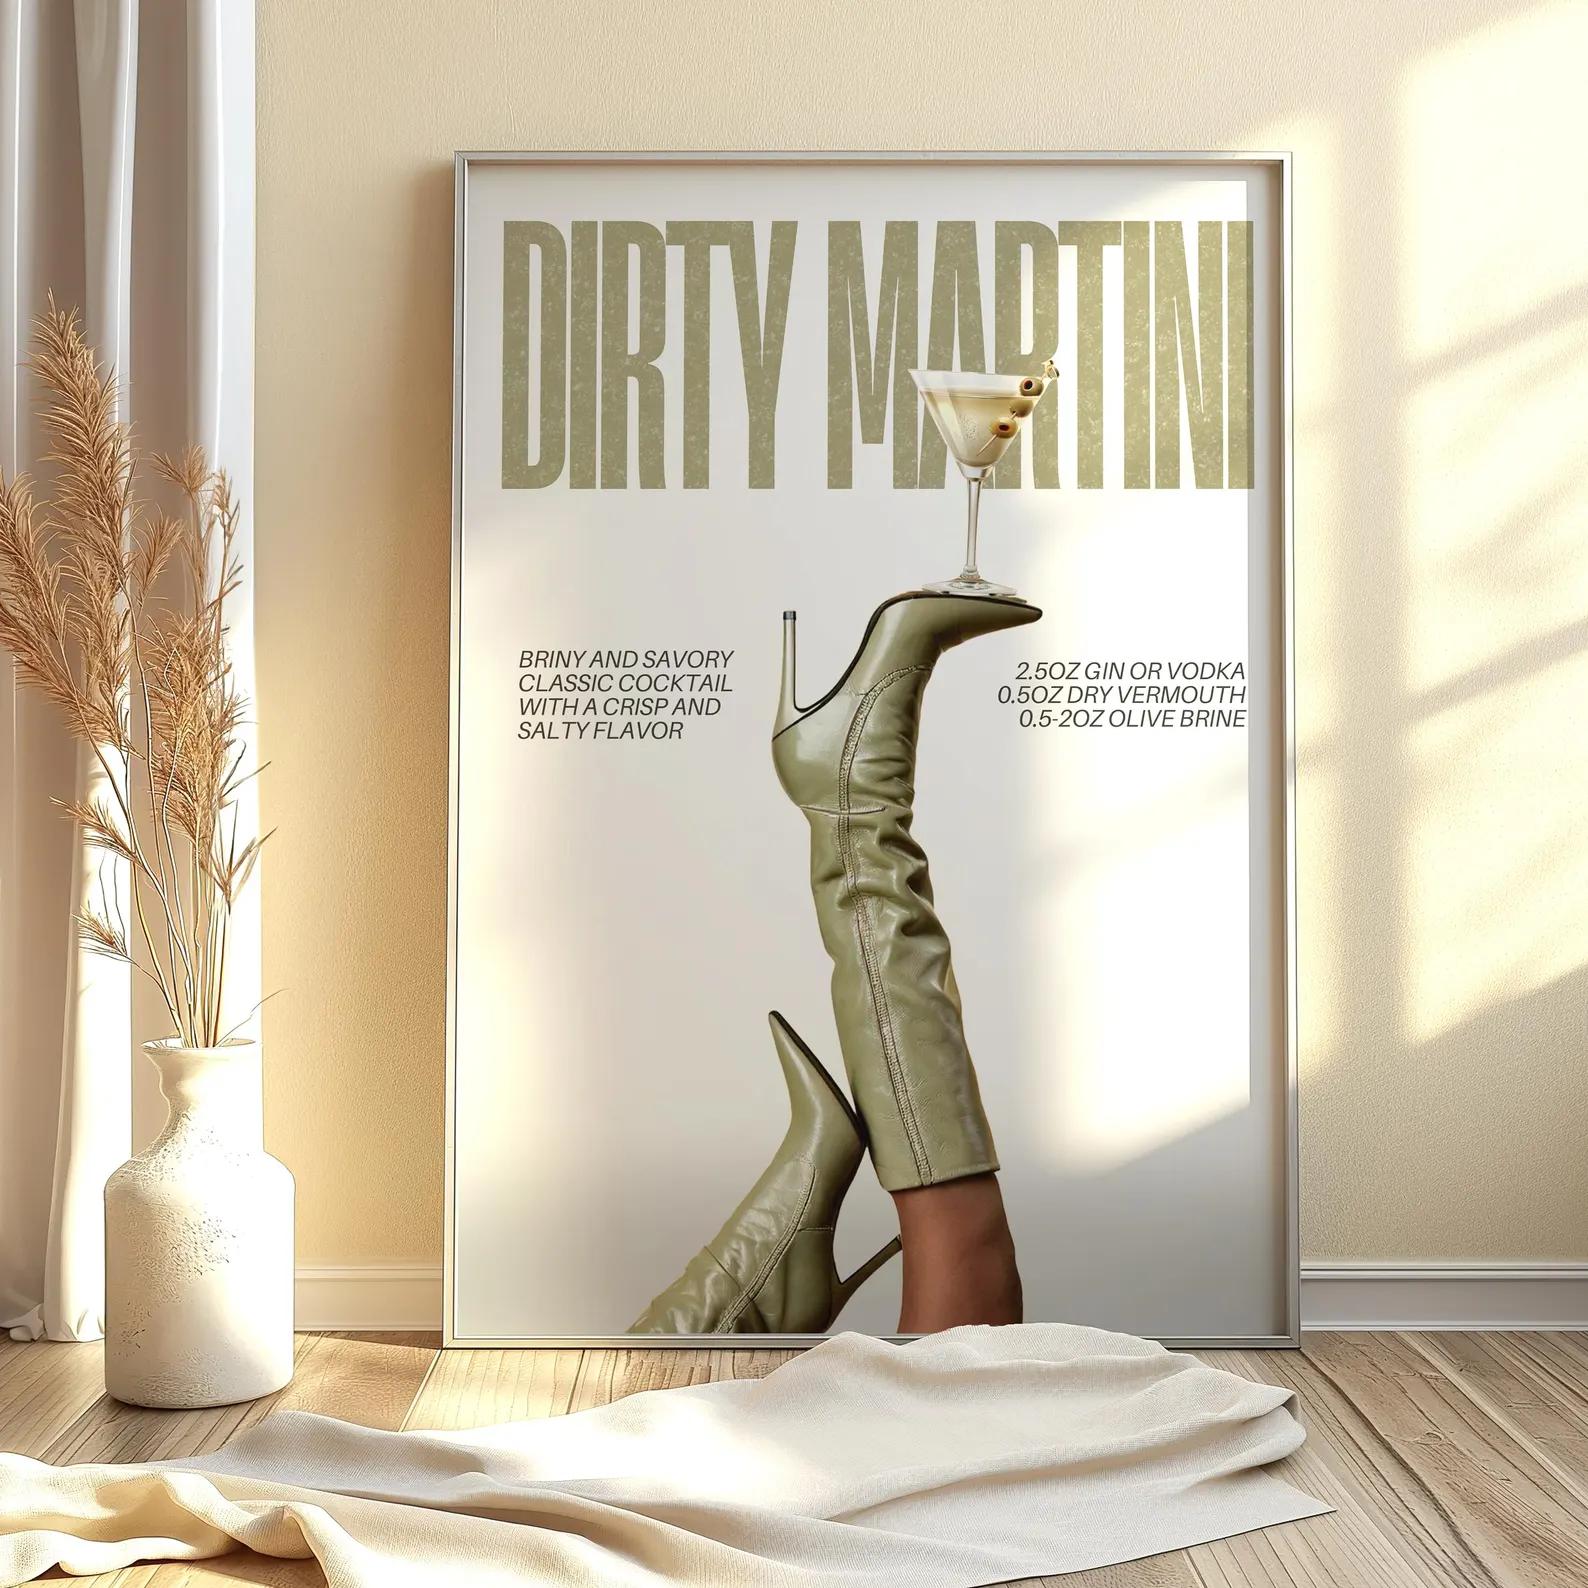 DIRTY MARTINI
BRINY AND SAVORY
CLASSIC COCKTAIL
WITH A CRISP AND
SALTY FLAVOR
2.5OZ GIN OR VODKA
0.5OZ DRY VERMOUTH
0.5-2OZ OLIVE BRINE